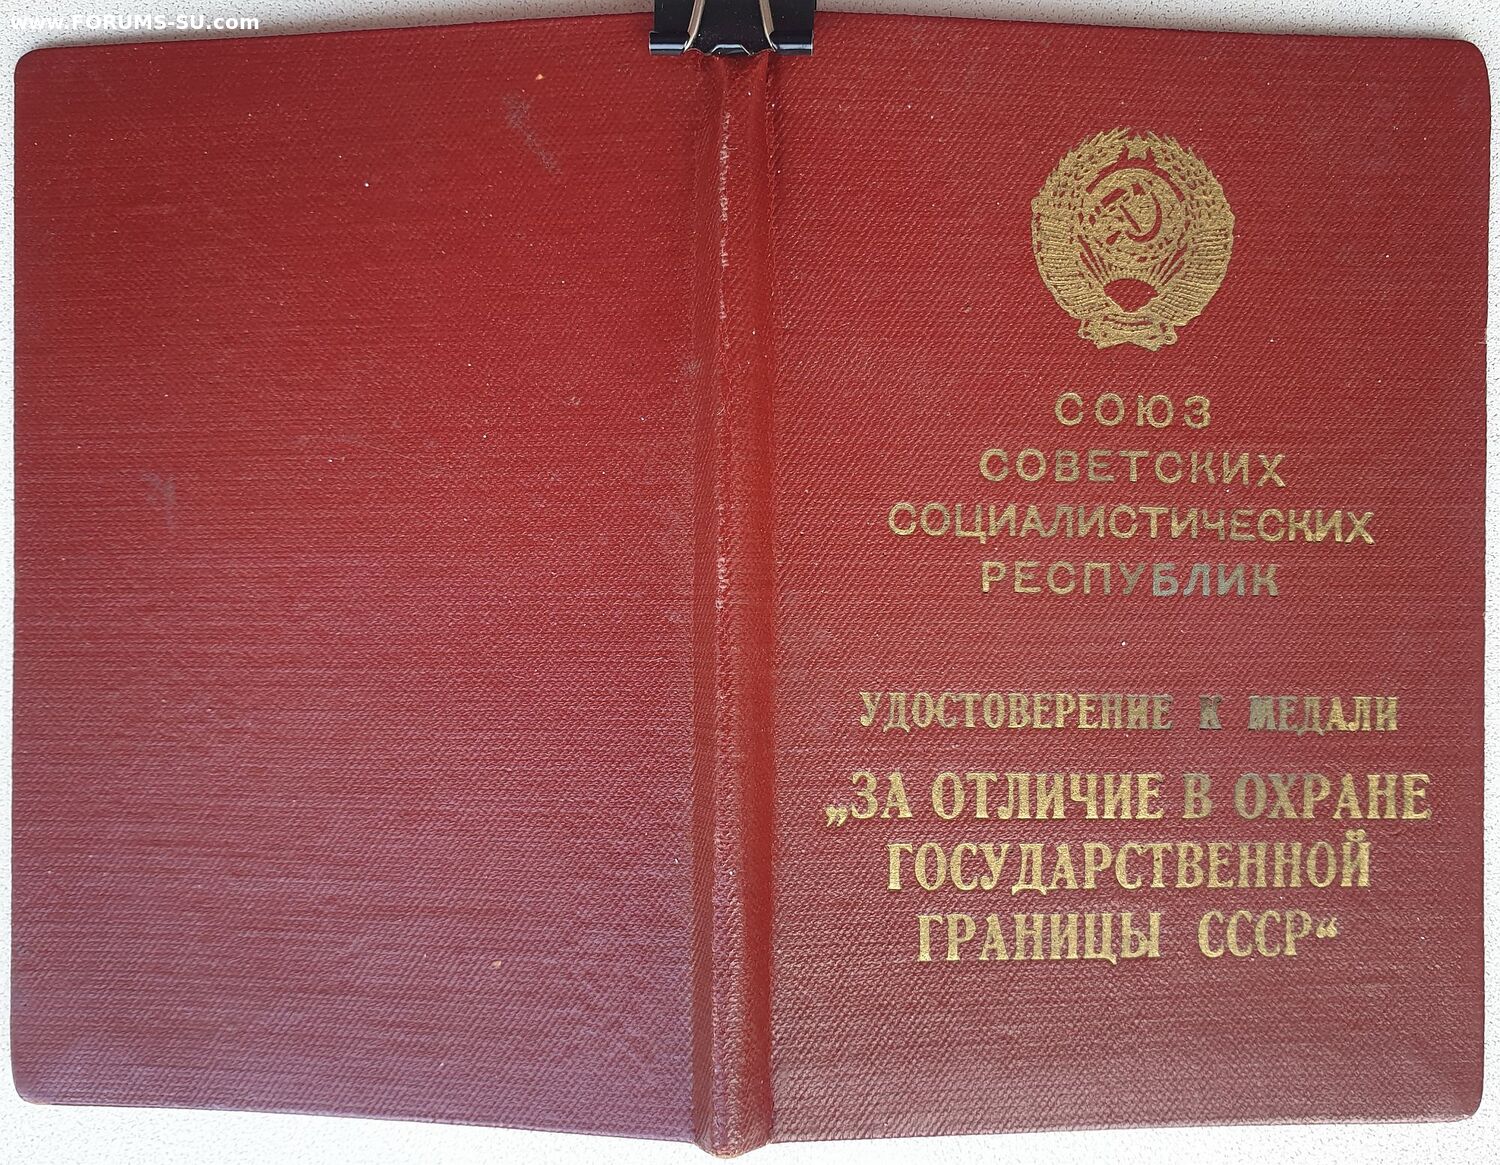 www.FORUMS-SU.com
СОЮЗ
СОВЕТСКИХ
СОЦИАЛИСТИЧЕСКИХ
РЕСПУБЛИК
УДОСТОВЕРЕНИЕ К МЕДАЛИ
„ЗА ОТЛИЧИЕ В ОХРАНЕ
ГОСУДАРСТВЕННОЙ
ГРАНИЦЫ СССР“